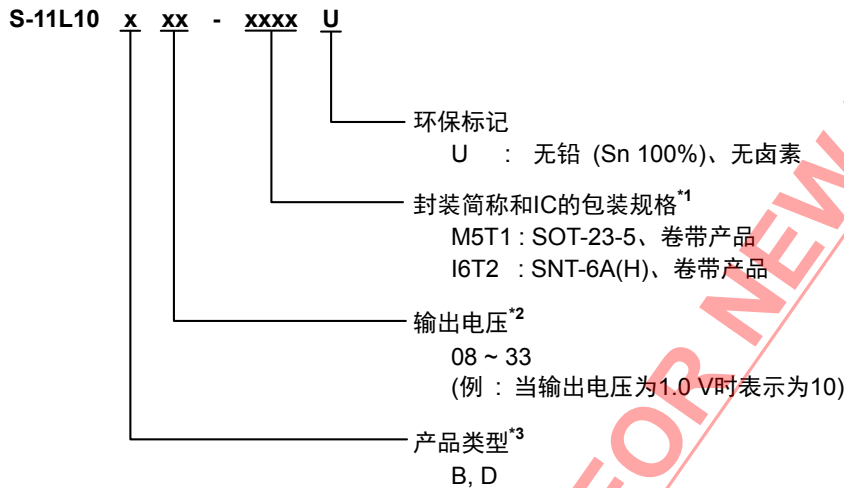 S-11L10 x xx - xxxx U
环保标记
U : 无铅 (Sn 100%)、无卤素
封装简称和IC的包装规格*1
M5T1 : SOT-23-5、卷带产品
I6T2 : SNT-6A(H)、卷带产品
输出电压*2
08 ~ 33
(例 : 当输出电压为1.0 V时表示为10)
产品类型*3
B, D
FOR NEW